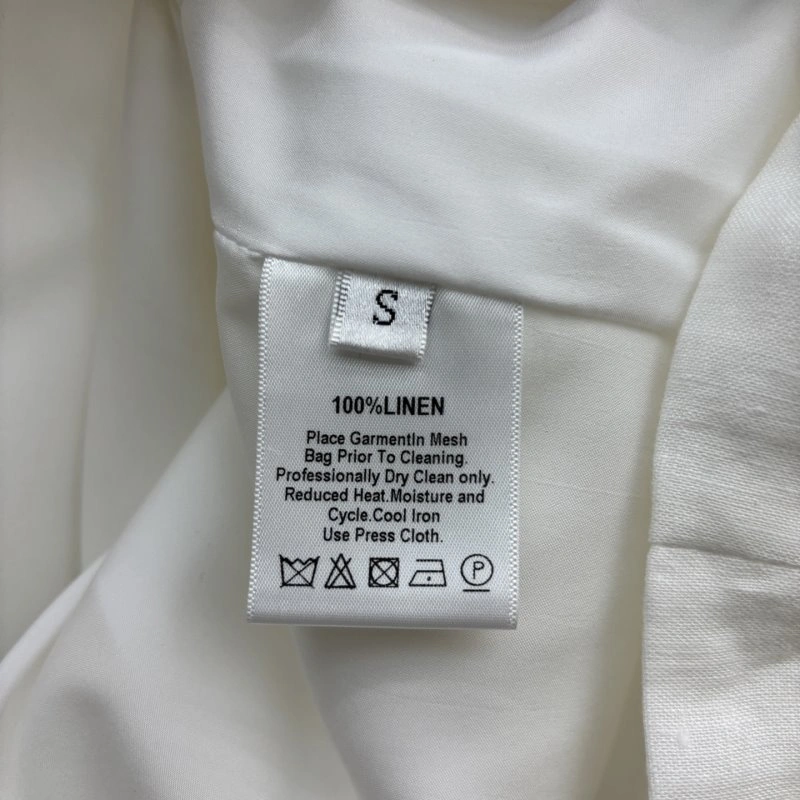 S
100%LINEN
Place GarmentIn Mesh
Bag Prior To Cleaning.
Professionally Dry Clean only.
Reduced Heat.Moisture and
Cycle.Cool Iron
Use Press Cloth.
P